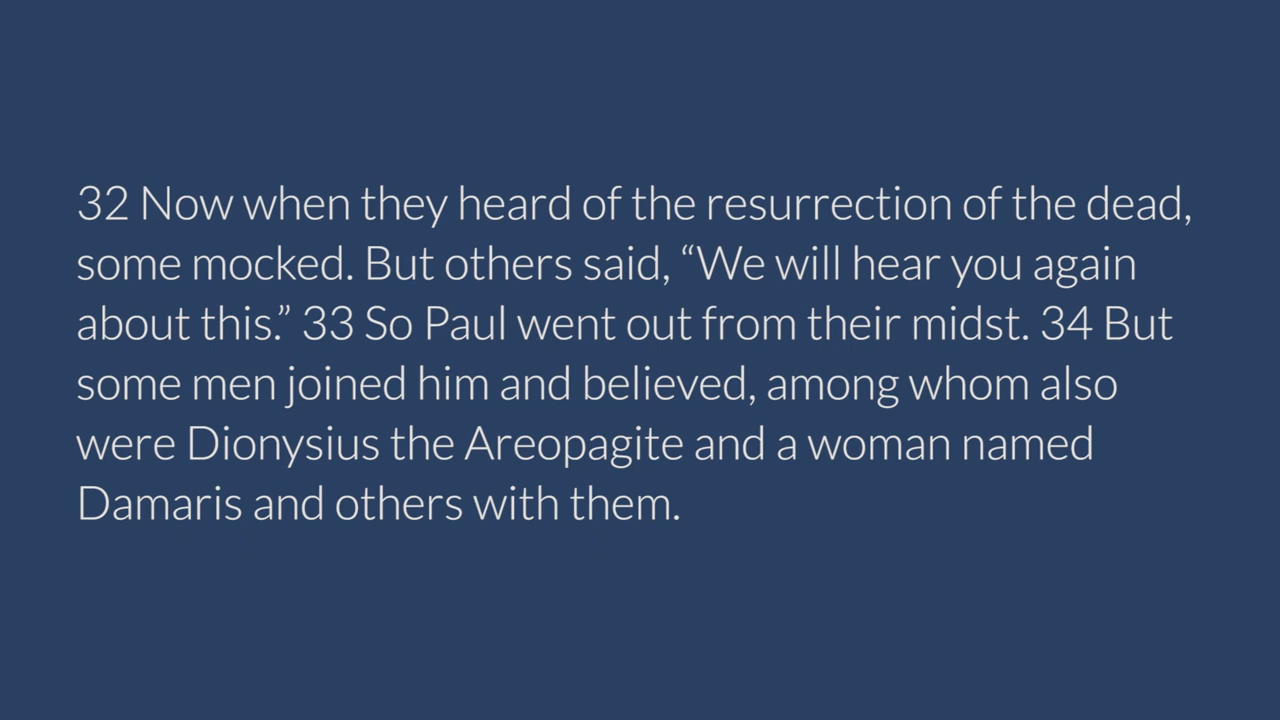 32 Now when they heard of the resurrection of the dead,
some mocked. But others said, “We will hear you again
about this.” 33 So Paul went out from their midst. 34 But
some men joined him and believed, among whom also
were Dionysius the Areopagite and a woman named
Damaris and others with them.